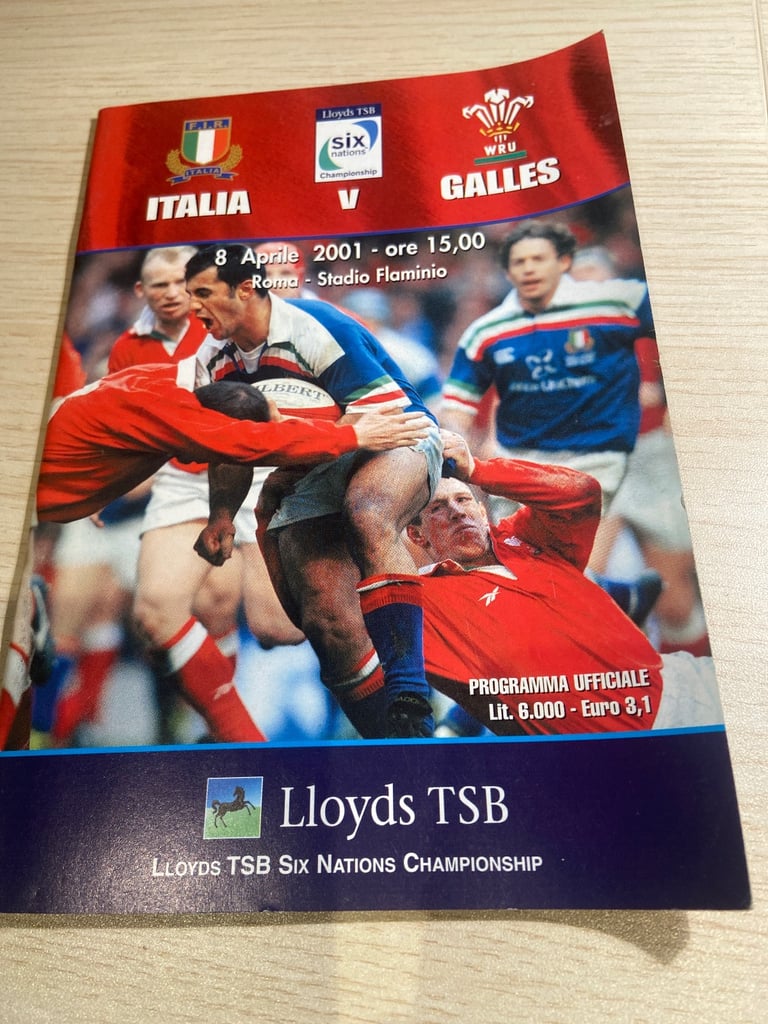 F.I.R.
ITALIA
ITALIA
Lloyds TSB
six
nations
Championship
V
WRU
GALLES
8 Aprile 2001 - ore 15,00
Roma - Stadio Flaminio
ILBERT
PROGRAMMA UFFICIALE
Lit. 6.000 - Euro 3,1
Lloyds TSB
LLOYDS TSB SIX NATIONS CHAMPIONSHIP